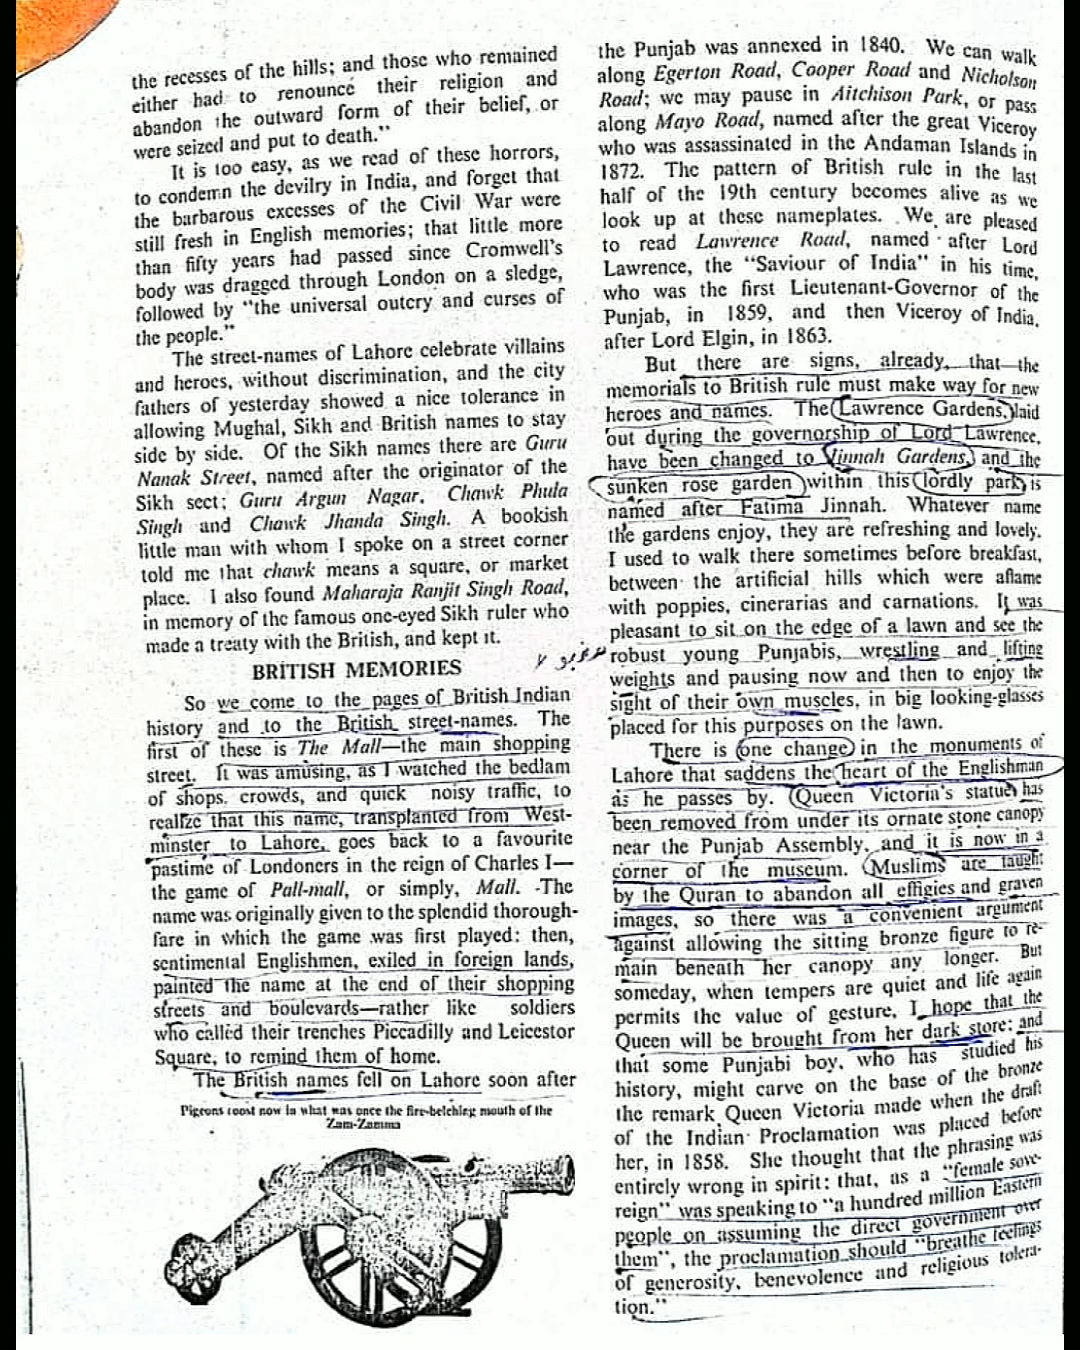 the recesses of the hills; and those who remained
either had to renounce their religion and
abandon the outward form of their belief, or
were seized and put to death."
It is too easy, as we read of these horrors,
to condemn the devilry in India, and forget that
the barbarous excesses of the Civil War were
still fresh in English memories; that little more
than fifty years had passed since Cromwell's
body was dragged through London on a sledge,
followed by "the universal outcry and curses of
the people."
The street-names of Lahore celebrate villains
and heroes, without discrimination, and the city
fathers of yesterday showed a nice tolerance in
allowing Mughal, Sikh and British names to stay
side by side. Of the Sikh names there are Guru
Nanak Street, named after the originator of the
Sikh sect; Guru Argun Nagar, Chawk Phula
Singh and Chawk Jhanda Singh. A bookish
little man with whom I spoke on a street corner
told me that chawk means a square, or market
place. I also found Maharaja Ranjit Singh Road,
in memory of the famous one-eyed Sikh ruler who
made a treaty with the British, and kept it.
BRITISH MEMORIES
So we come to the pages of British Indian
history and to the British street-names. The
first of these is The Mall—the main shopping
street. It was amusing, as I watched the bedlam
of shops, crowds, and quick noisy traffic, to
realize that this name, transplanted from West-
minster to Lahore, goes back to a favourite
pastime of Londoners in the reign of Charles I—
the game of Pall-mall, or simply, Mall. The
name was originally given to the splendid thorough-
fare in which the game was first played: then,
sentimental Englishmen, exiled in foreign lands,
painted the name at the end of their shopping
streets and boulevards—rather like soldiers
who called their trenches Piccadilly and Leicestor
Square, to remind them of home.
The British names fell on Lahore soon after
Pigeons roost now in what was once the fire-belching mouth of the
Zam-Zamma
the Punjab was annexed in 1840. We can walk
along Egerton Road, Cooper Road and Nicholson
Road; we may pause in Aitchison Park, or pass
along Mayo Road, named after the great Viceroy
who was assassinated in the Andaman Islands in
1872. The pattern of British rule in the last
half of the 19th century becomes alive as we
look up at these nameplates. We are pleased
to read Lawrence Road, named after Lord
Lawrence, the "Saviour of India" in his time,
who was the first Lieutenant-Governor of the
Punjab, in 1859, and then Viceroy of India,
after Lord Elgin, in 1863.
But there are signs, already, that the
memorials to British rule must make way for new
heroes and names. The Lawrence Gardens, laid
out during the governorship of Lord Lawrence,
have been changed to Jinnah Gardens, and the
sunken rose garden within this lordly park is
named after Fatima Jinnah. Whatever name
the gardens enjoy, they are refreshing and lovely.
I used to walk there sometimes before breakfast,
between the artificial hills which were aflame
with poppies, cinerarias and carnations. It was
pleasant to sit on the edge of a lawn and see the
robust young Punjabis, wrestling and lifting
weights and pausing now and then to enjoy the
sight of their own muscles, in big looking-glasses
placed for this purposes on the lawn.
There is one change in the monuments of
Lahore that saddens the heart of the Englishman
as he passes by. Queen Victoria's statue has
been removed from under its ornate stone canopy
near the Punjab Assembly, and it is now in a
corner of the museum. Muslims are taught
by the Quran to abandon all effigies and graven
images, so there was a convenient argument
against allowing the sitting bronze figure to re-
main beneath her canopy any longer. But
someday, when tempers are quiet and life again
permits the value of gesture, I hope that the
Queen will be brought from her dark store; and
that some Punjabi boy, who has studied his
history, might carve on the base of the bronze
the remark Queen Victoria made when the draft
of the Indian Proclamation was placed before
her, in 1858. She thought that the phrasing was
entirely wrong in spirit: that, as a "female sove-
reign" was speaking to "a hundred million Eastern
people on assuming the direct government over
them", the proclamation should "breathe feelings
of generosity, benevolence and religious tolera-
tion."